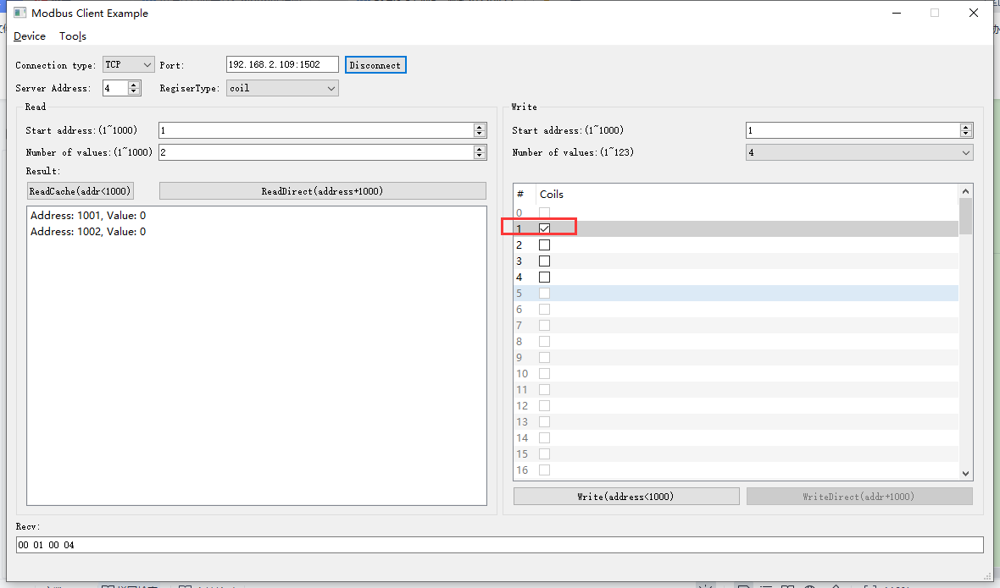 Modbus Client Example
Device Tools
Connection type: TCP Port: 192.168.2.109:1502 Disconnect
Server Address: 4 RegiserType: coil
Read
Start address:(1~1000) 1
Number of values:(1~1000) 2
Result:
ReadCache(addr<1000) ReadDirect(address+1000)
Address: 1001, Value: 0
Address: 1002, Value: 0
Write
Start address:(1~1000) 1
Number of values:(1~123) 4
# Coils
0
1
2
3
4
5
6
7
8
9
10
11
12
13
14
15
16
Write(address<1000) WriteDirect(addr+1000)
Recv:
00 01 00 04